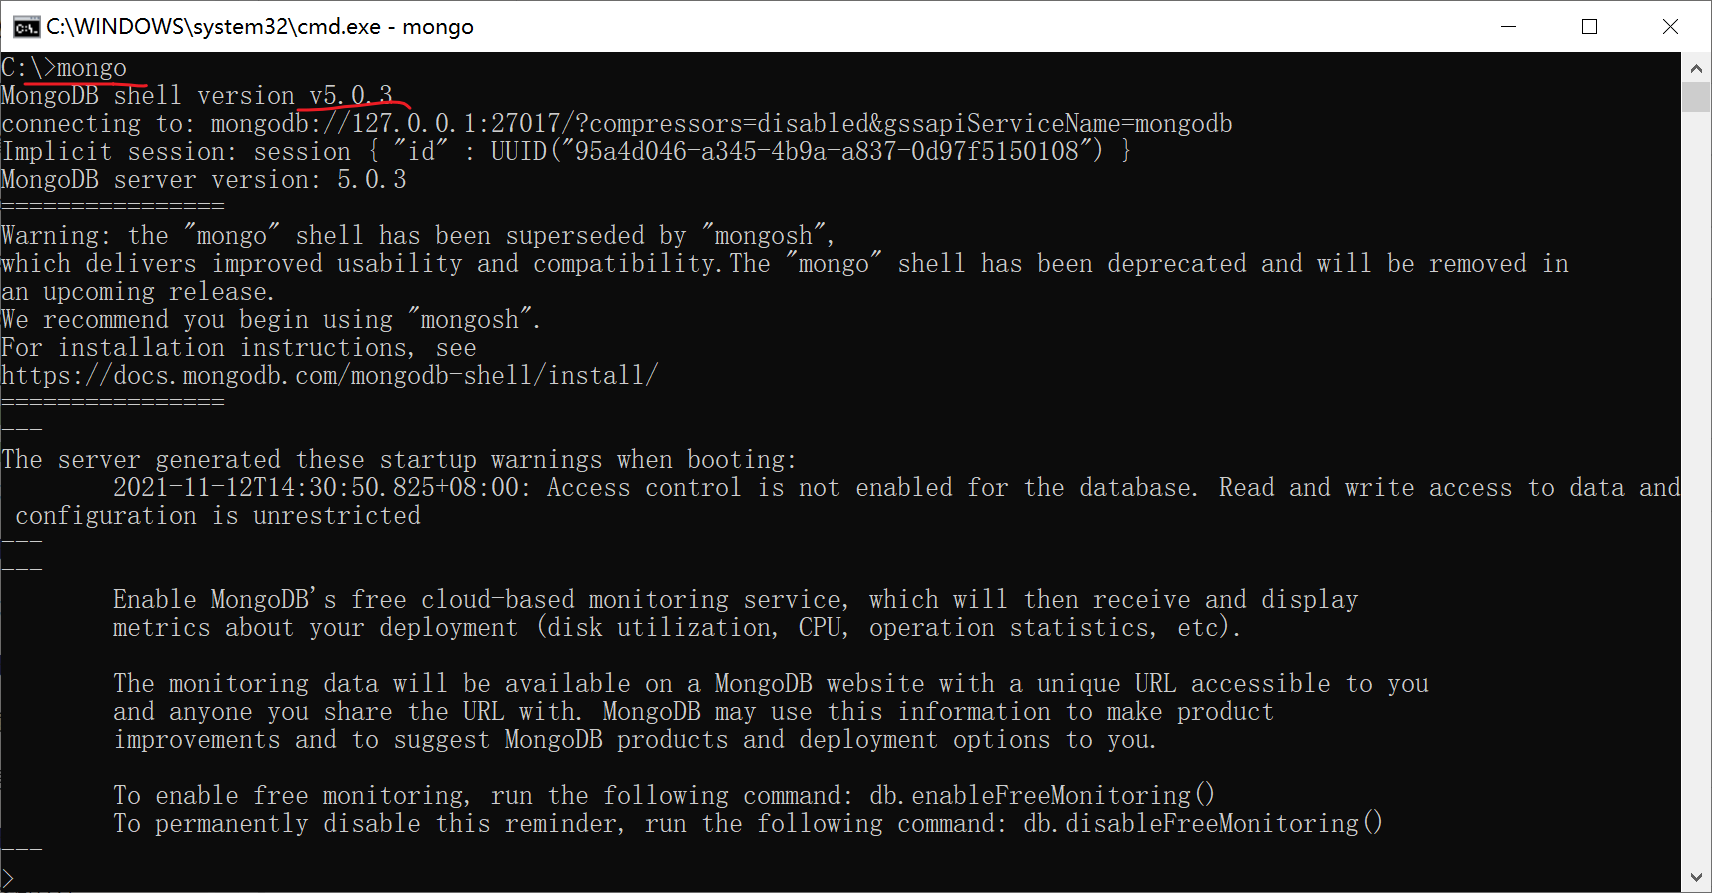 C:\WINDOWS\system32\cmd.exe - mongo
C:\>mongo
MongoDB shell version v5.0.3
connecting to: mongodb://127.0.0.1:27017/?compressors=disabled&gssapiServiceName=mongodb
Implicit session: session { "id" : UUID("95a4d046-a345-4b9a-a837-0d97f5150108") }
MongoDB server version: 5.0.3
================
Warning: the "mongo" shell has been superseded by "mongosh",
which delivers improved usability and compatibility.The "mongo" shell has been deprecated and will be removed in
an upcoming release.
We recommend you begin using "mongosh".
For installation instructions, see
https://docs.mongodb.com/mongodb-shell/install/
================
---
The server generated these startup warnings when booting:
2021-11-12T14:30:50.825+08:00: Access control is not enabled for the database. Read and write access to data and
configuration is unrestricted
---
---
Enable MongoDB's free cloud-based monitoring service, which will then receive and display
metrics about your deployment (disk utilization, CPU, operation statistics, etc).
The monitoring data will be available on a MongoDB website with a unique URL accessible to you
and anyone you share the URL with. MongoDB may use this information to make product
improvements and to suggest MongoDB products and deployment options to you.
To enable free monitoring, run the following command: db.enableFreeMonitoring()
To permanently disable this reminder, run the following command: db.disableFreeMonitoring()
---
>